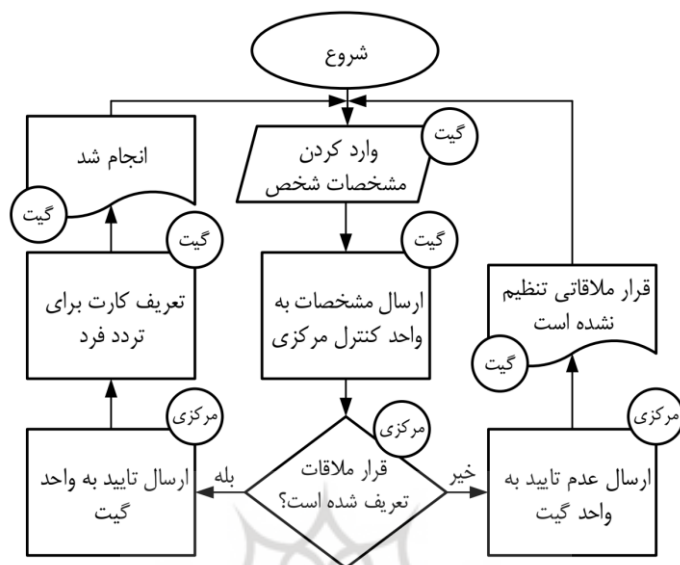 شروع
گیت
وارد کردن
مشخصات شخص
انجام شد
گیت
گیت
ارسال مشخصات به
واحد کنترل مرکزی
گیت
تعریف کارت برای
تردد فرد
قرار ملاقاتی تنظیم
نشده است
گیت
مرکزی
قرار ملاقات
تعریف شده است؟
بله
خیر
مرکزی
ارسال تایید به واحد
گیت
مرکزی
ارسال عدم تایید به
واحد گیت